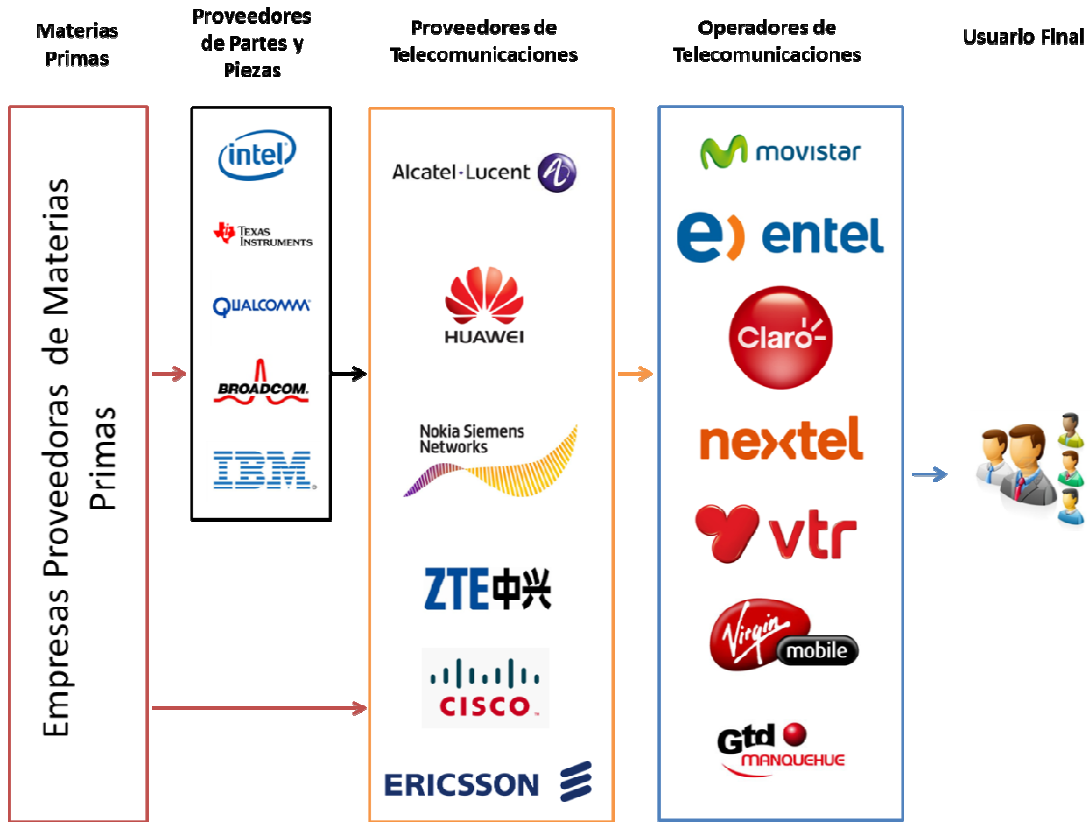 Materias
Primas
Proveedores
de Partes y
Piezas
Proveedores de
Telecomunicaciones
Operadores de
Telecomunicaciones
Usuario Final
Empresas Proveedoras de Materias
Primas
intel
TEXAS
INSTRUMENTS
QUALCOMM
BROADCOM.
IBM
Alcatel-Lucent
HUAWEI
Nokia Siemens
Networks
ZTE中兴
CISCO
ERICSSON
movistar
e) entel
Claro
nextel
vtr
Virgin
mobile
Gtd
MANQUEHUE